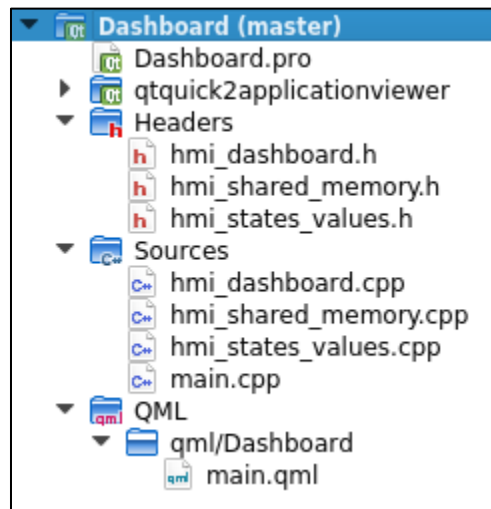 Dashboard (master)
Dashboard.pro
qtquick2applicationviewer
Headers
hmi_dashboard.h
hmi_shared_memory.h
hmi_states_values.h
Sources
hmi_dashboard.cpp
hmi_shared_memory.cpp
hmi_states_values.cpp
main.cpp
QML
qml/Dashboard
main.qml